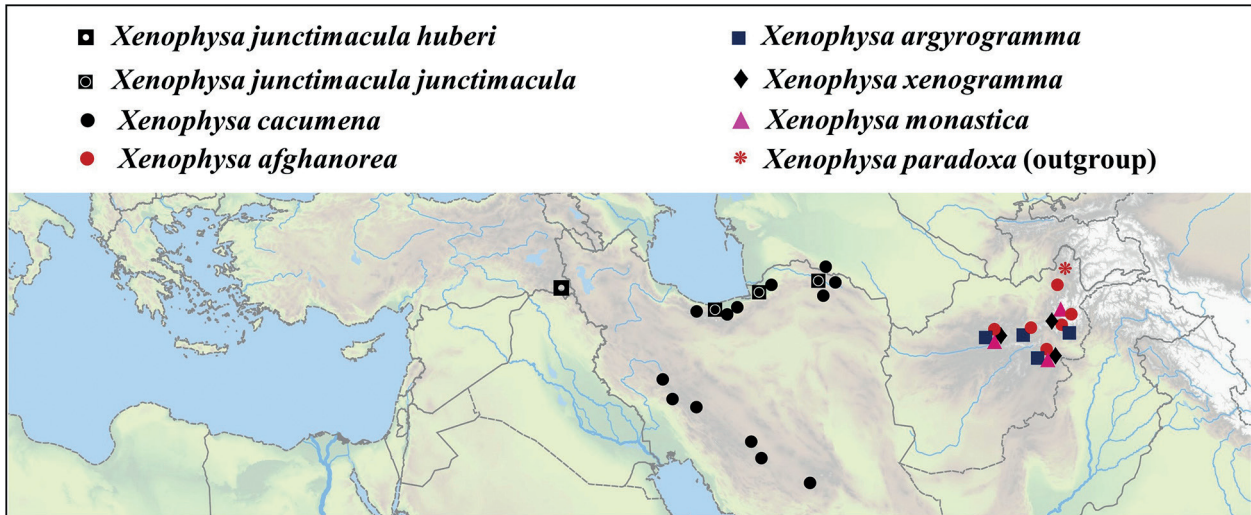 Xenophysa junctimacula huberi
Xenophysa junctimacula junctimacula
Xenophysa cacumena
Xenophysa afghanorea
Xenophysa argyrogramma
Xenophysa xenogramma
Xenophysa monastica
Xenophysa paradoxa (outgroup)